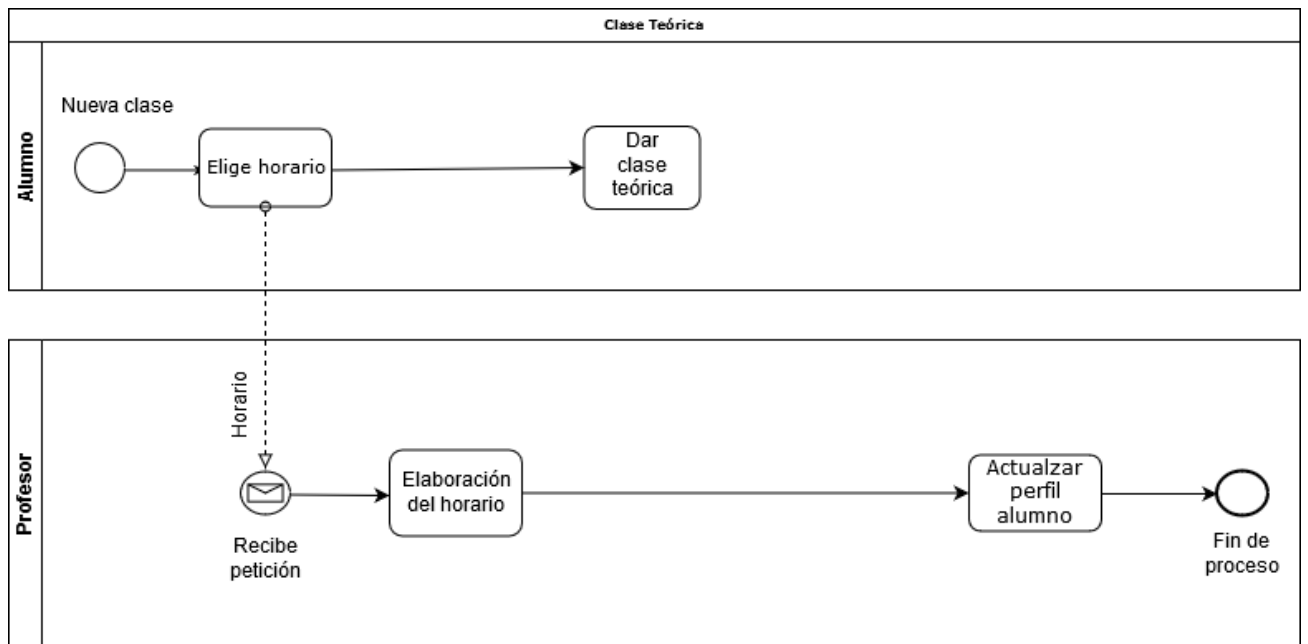 Clase Teórica
Alumno
Nueva clase
Elige horario
Dar
clase
teórica
Horario
Profesor
Recibe
petición
Elaboración
del horario
Actualzar
perfil
alumno
Fin de
proceso